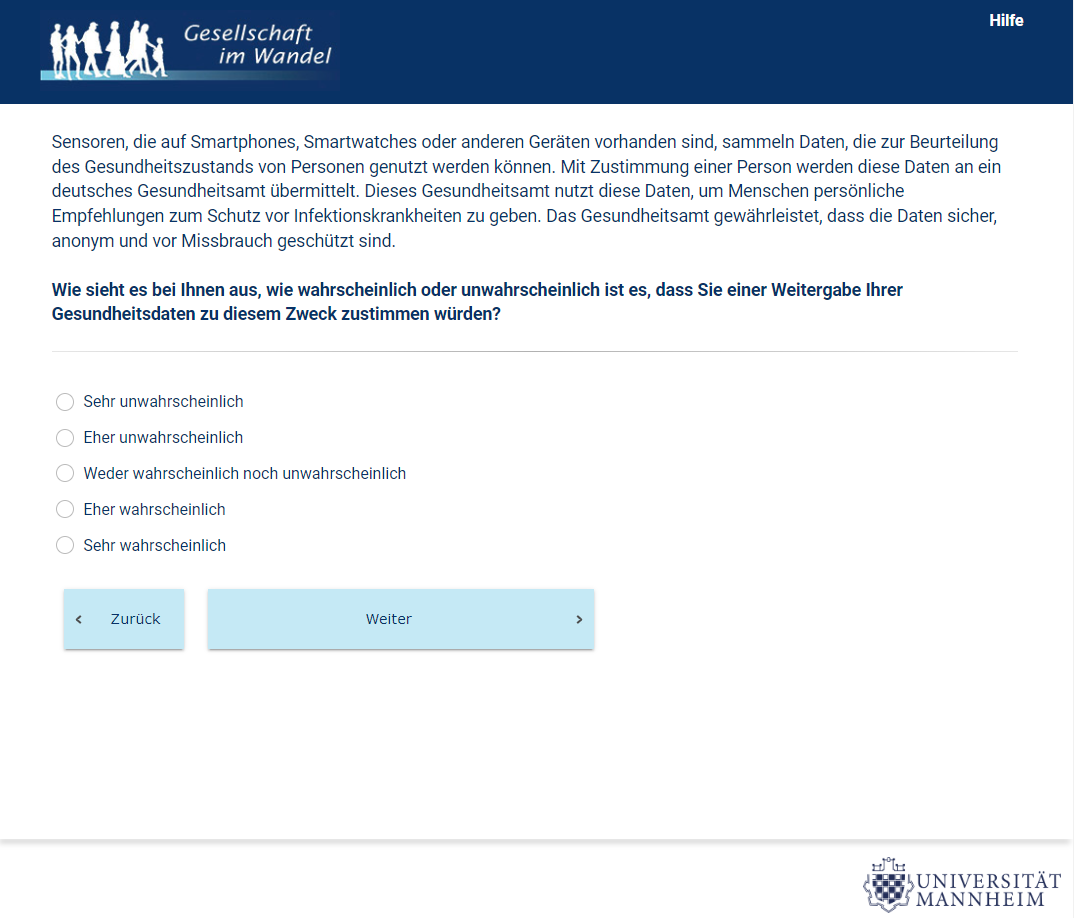 Gesellschaft
im Wandel
Hilfe
Sensoren, die auf Smartphones, Smartwatches oder anderen Geräten vorhanden sind, sammeln Daten, die zur Beurteilung
des Gesundheitszustands von Personen genutzt werden können. Mit Zustimmung einer Person werden diese Daten an ein
deutsches Gesundheitsamt übermittelt. Dieses Gesundheitsamt nutzt diese Daten, um Menschen persönliche
Empfehlungen zum Schutz vor Infektionskrankheiten zu geben. Das Gesundheitsamt gewährleistet, dass die Daten sicher,
anonym und vor Missbrauch geschützt sind.
Wie sieht es bei Ihnen aus, wie wahrscheinlich oder unwahrscheinlich ist es, dass Sie einer Weitergabe Ihrer
Gesundheitsdaten zu diesem Zweck zustimmen würden?
Sehr unwahrscheinlich
Eher unwahrscheinlich
Weder wahrscheinlich noch unwahrscheinlich
Eher wahrscheinlich
Sehr wahrscheinlich
Zurück
Weiter
UNIVERSITÄT
MANNHEIM